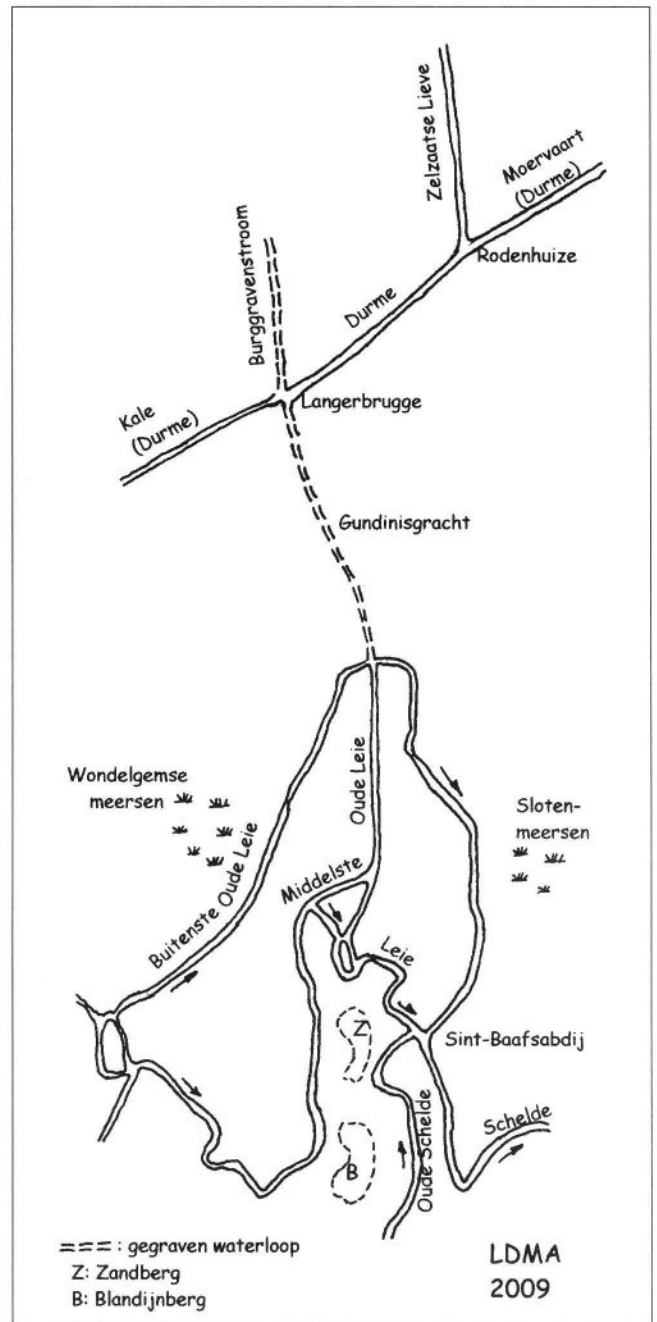 Zelzaatse Lieve
Moervaart
(Durme)
Rodenhuize
Burggravenstroom
Durme
Langerbrugge
Kale
(Durme)
Gundinisgracht
Wondelgemse
meersen
Oude Leie
Sloten-
meersen
Buitenste Oude Leie
Middelste
Leie
Z
Sint-Baafsabdij
Oude Schelde
Schelde
B
=== : gegraven waterloop
Z: Zandberg
B: Blandijnberg
LDMA
2009